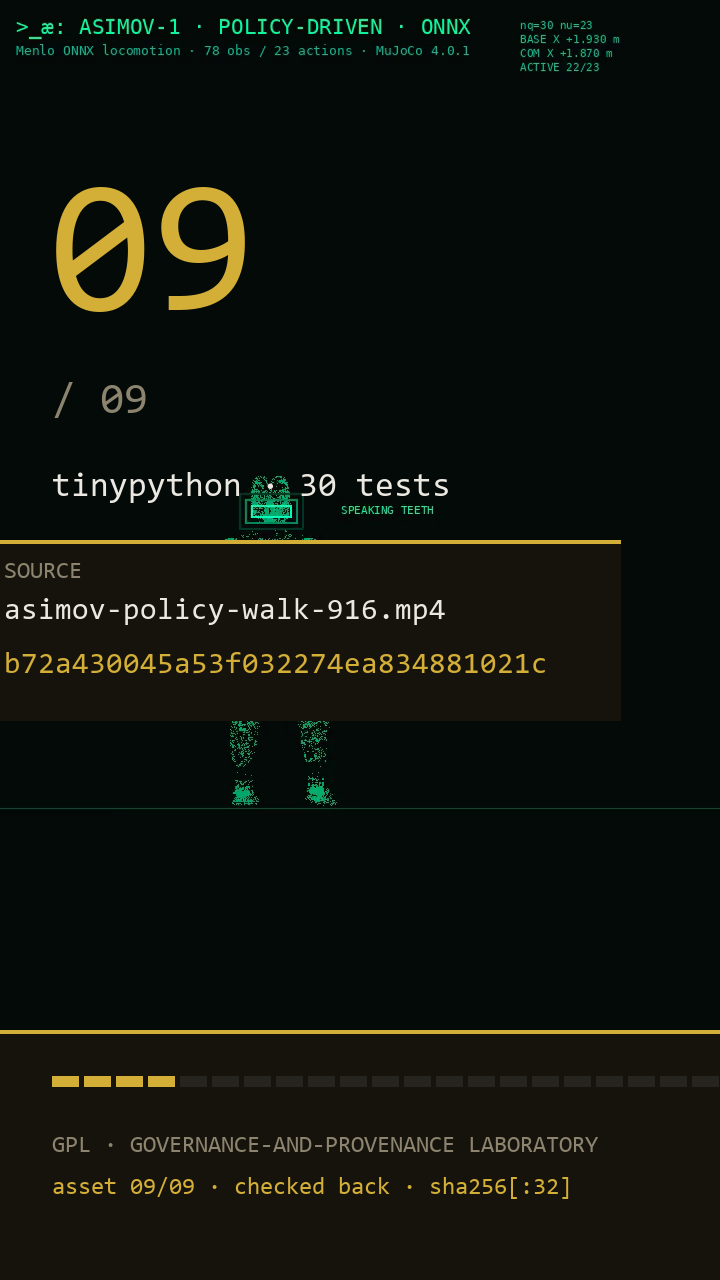 >_æ: ASIMOV-1 · POLICY-DRIVEN · ONNX
Menlo ONNX locomotion · 78 obs / 23 actions · MuJoCo 4.0.1
nq=30 nu=23
BASE X +1.930 m
COM X +1.870 m
ACTIVE 22/23
09
/ 09
tinypython 30 tests
SPEAKING TEETH
SOURCE
asimov-policy-walk-916.mp4
b72a430045a53f032274ea834881021c
GPL · GOVERNANCE-AND-PROVENANCE LABORATORY
asset 09/09 · checked back · sha256[:32]